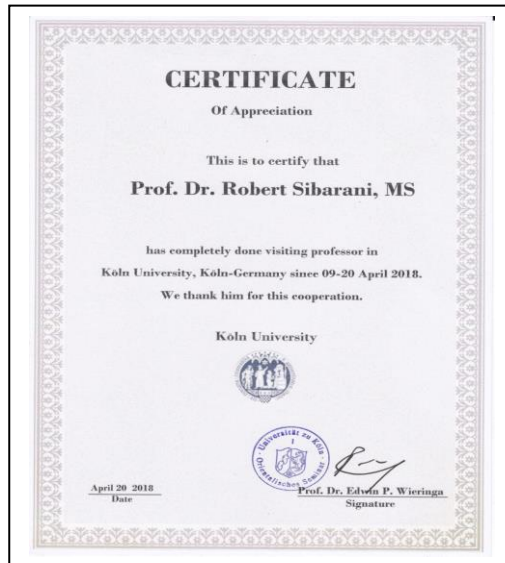 CERTIFICATE
Of Appreciation
This is to certify that
Prof. Dr. Robert Sibarani, MS
has completely done visiting professor in
Köln University, Köln-Germany since 09-20 April 2018.
We thank him for this cooperation.
Köln University
Universität zu Köln
I
Orientalisches Seminar
April 20 2018
Date
Prof. Dr. Edwin P. Wieringa
Signature